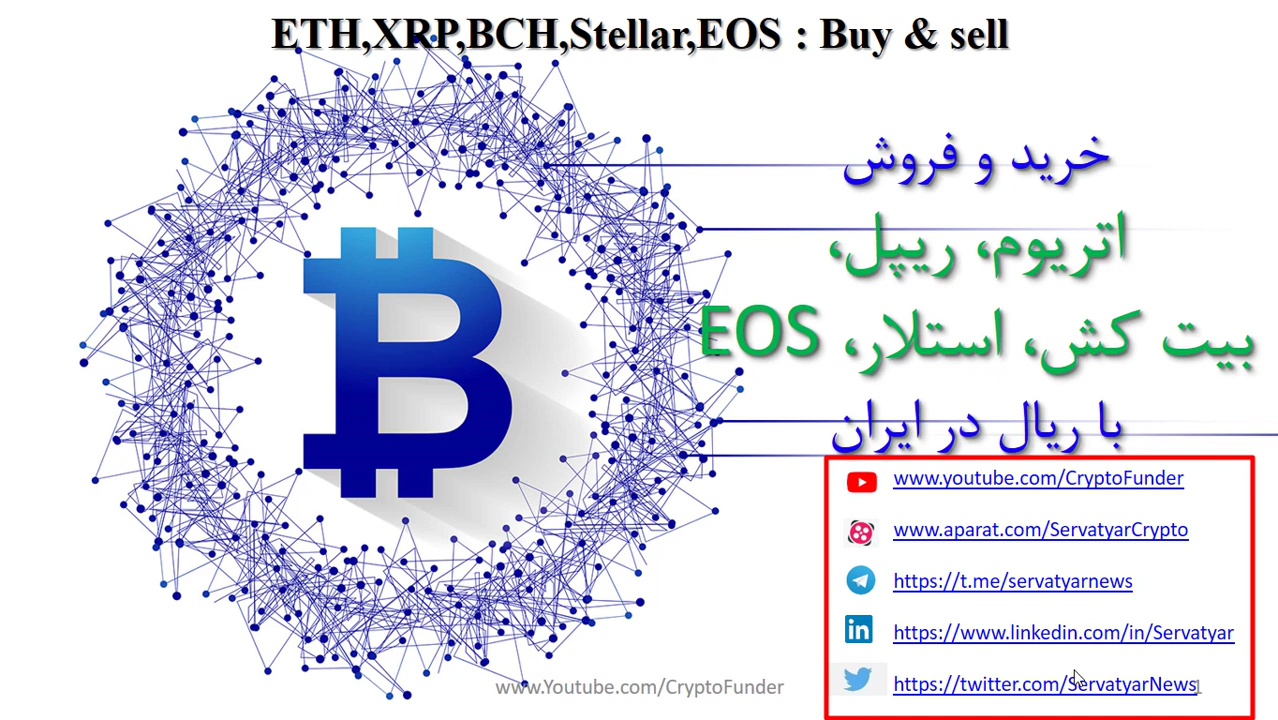 ETH,XRP,BCH,Stellar,EOS : Buy & sell
خرید و فروش
اتریوم، ریپل،
بیت کش، استلار، EOS
با ریال در ایران
www.youtube.com/CryptoFunder
www.aparat.com/ServatyarCrypto
https://t.me/servatyarnews
https://www.linkedin.com/in/Servatyar
https://twitter.com/ServatyarNews
www.Youtube.com/CryptoFunder
1